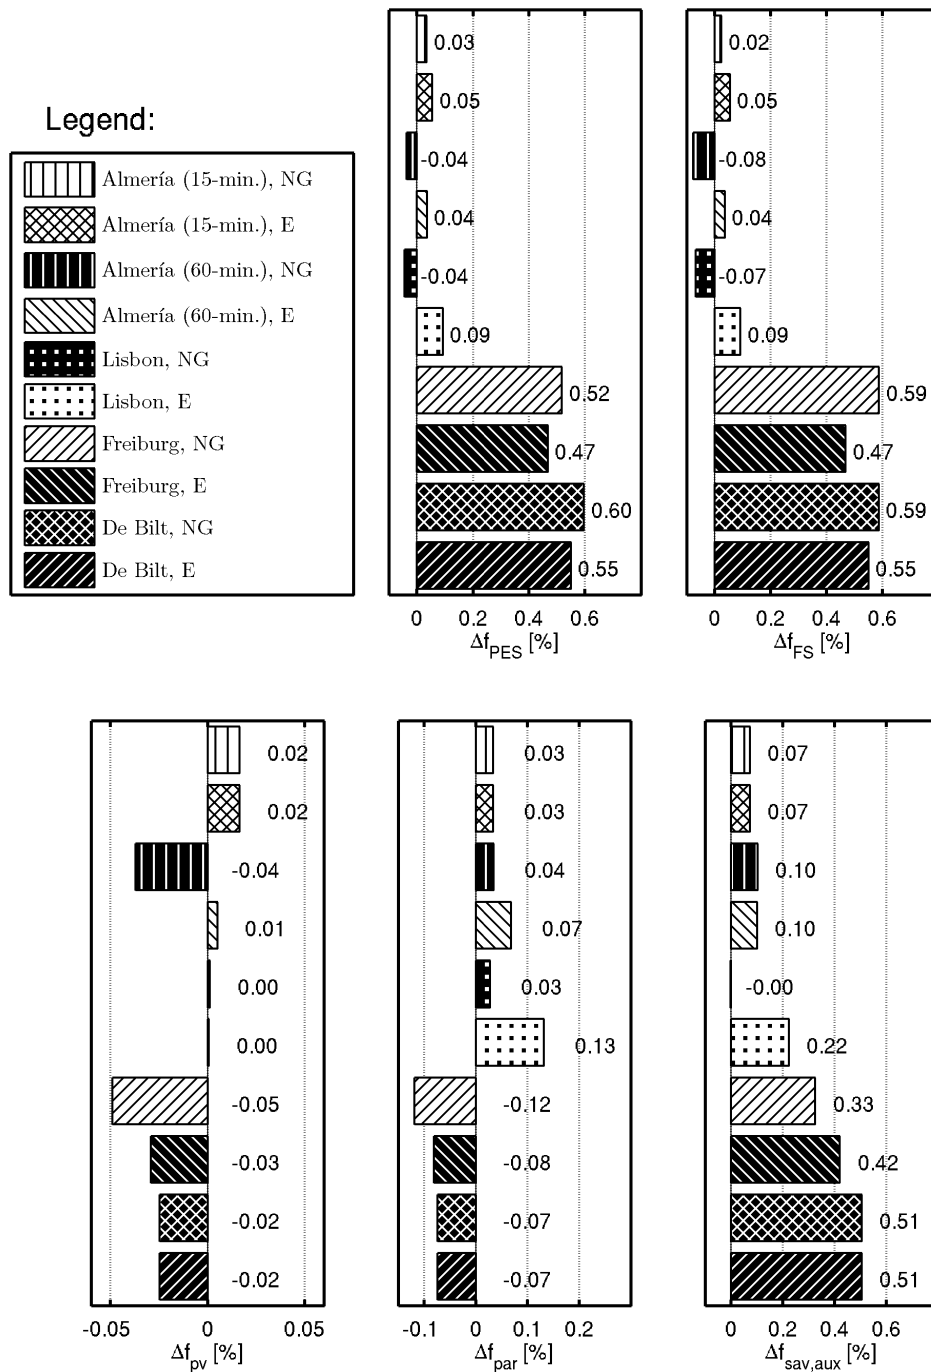 Legend:
Almería (15-min.), NG
Almería (15-min.), E
Almería (60-min.), NG
Almería (60-min.), E
Lisbon, NG
Lisbon, E
Freiburg, NG
Freiburg, E
De Bilt, NG
De Bilt, E
0.03
0.05
-0.04
0.04
-0.04
0.09
0.52
0.47
0.60
0.55
0 0.2 0.4 0.6
Δf_PES [%]
0.02
0.05
-0.08
0.04
-0.07
0.09
0.59
0.47
0.59
0.55
0 0.2 0.4 0.6
Δf_FS [%]
0.02
0.02
-0.04
0.01
0.00
0.00
-0.05
-0.03
-0.02
-0.02
-0.05 0 0.05
Δf_pv [%]
0.03
0.03
0.04
0.07
0.03
0.13
-0.12
-0.08
-0.07
-0.07
-0.1 0 0.1 0.2
Δf_par [%]
0.07
0.07
0.10
0.10
-0.00
0.22
0.33
0.42
0.51
0.51
0 0.2 0.4 0.6
Δf_sav,aux [%]